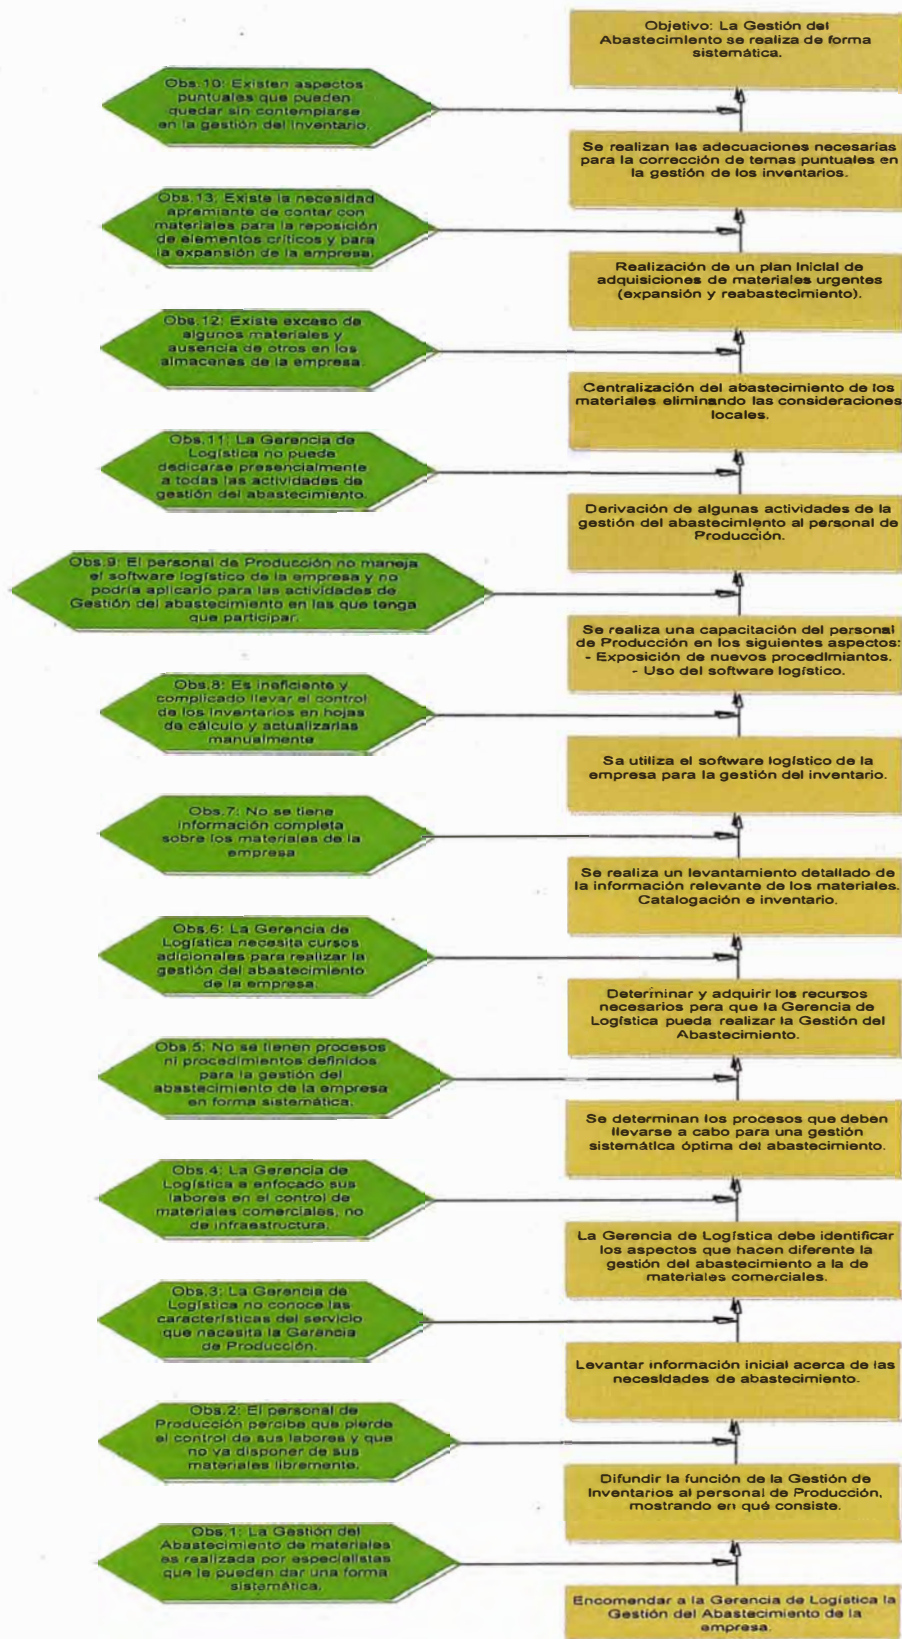 Objetivo: La Gestión del
Abastecimiento se realiza de forma
sistemática.
Obs.10: Existen aspectos
puntuales que pueden
quedar sin contemplarse
en la gestión del inventario.
Se realizan las adecuaciones necesarias
para la corrección de temas puntuales en
la gestión de los inventarios.
Obs.13: Existe la necesidad
apremiante de contar con
materiales para la reposición
de elementos críticos y para
la expansión de la empresa.
Realización de un plan Inicial de
adquisiciones de materiales urgentes
(expansión y reabastecimiento).
Obs.12: Existe exceso de
algunos materiales y
ausencia de otros en los
almacenes de la empresa.
Centralización del abastecimiento de los
materiales eliminando las consideraciones
locales.
Obs.11: La Gerencia de
Logística no puede
dedicarse presencialmente
a todas las actividades de
gestión del abastecimiento.
Derivación de algunas actividades de la
gestión del abastecimiento al personal de
Producción.
Obs.9: El personal de Producción no maneja
el software logístico de la empresa y no
podría aplicarlo para las actividades de
Gestión del abastecimiento en las que tenga
que participar.
Se realiza una capacitación del personal
de Producción en los siguientes aspectos:
- Exposición de nuevos procedimiantos.
- Uso del software logístico.
Obs.8: Es ineficiente y
complicado llevar el control
de los inventarios en hojas
de cálculo y actualizarlas
manualmente
Sa utiliza el software logístico de la
empresa para la gestión del inventario.
Obs.7: No se tiene
información completa
sobre los materiales de la
empresa
Se realiza un levantamiento detallado de
la información relevante de los materiales.
Catalogación e inventario.
Obs.6: La Gerencia de
Logística necesita cursos
adicionales para realizar la
gestión del abastecimiento
de la empresa.
Determinar y adquirir los recursos
necesarios pera que la Gerencia de
Logística pueda realizar la Gestión del
Abastecimiento.
Obs.5: No se tienen procesos
ni procedimientos definidos
para la gestión del
abastecimiento de la empresa
en forma sistemática.
Se determinan los procesos que deben
llevarse a cabo para una gestión
sistemática óptima del abastecimiento.
Obs.4: La Gerencia de
Logística a enfocado sus
labores en el control de
materiales comerciales, no
de infraestructura.
La Gerencia de Logística debe identificar
los aspectos que hacen diferente la
gestión del abastecimiento a la de
materiales comerciales.
Obs.3: La Gerencia de
Logística no conoce las
características del servicio
que necesita la Gerencia
de Producción.
Levantar información inicial acerca de las
necesidades de abastecimiento.
Obs.2: El personal de
Producción percibe que pierde
el control de sus labores y que
no va disponer de sus
materiales libremente.
Difundir la función de la Gestión de
Inventarios al personal de Producción,
mostrando en qué consiste.
Obs.1: La Gestión del
Abastecimiento de materiales
es realizada por especialistas
que le pueden dar una forma
sistemática.
Encomendar a la Gerencia de Logística la
Gestión del Abastecimiento de la
empresa.